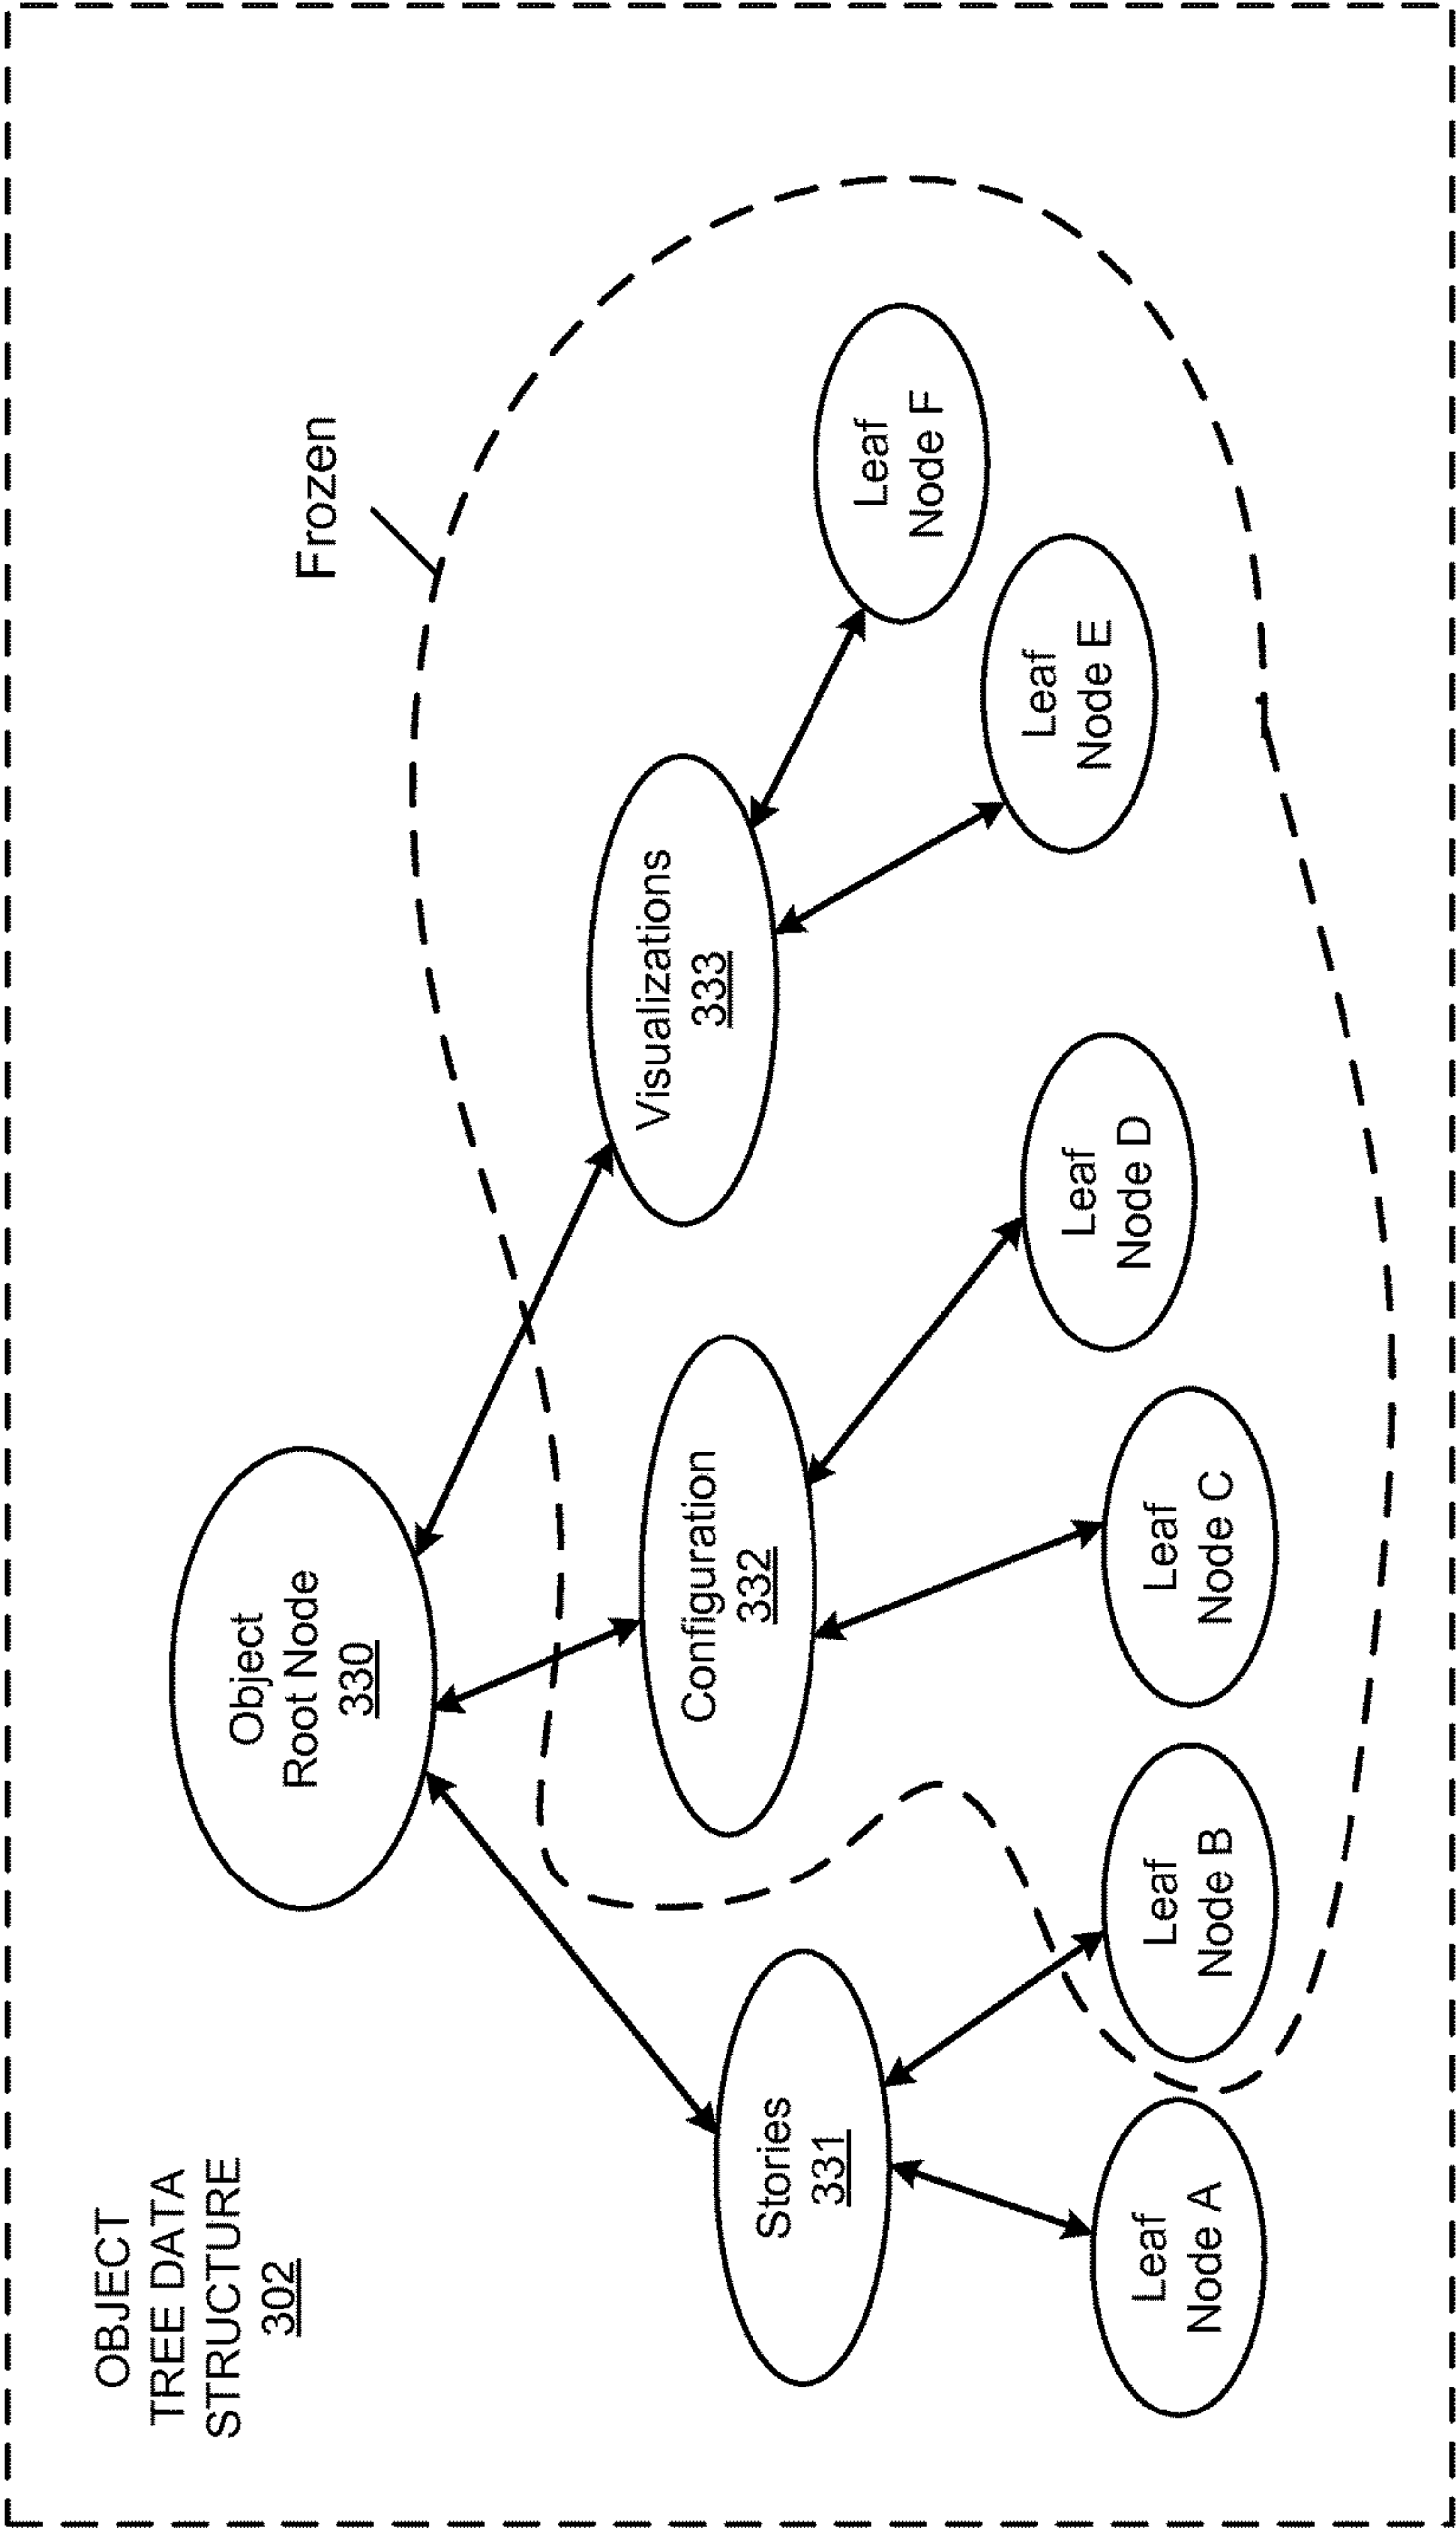 OBJECT
TREE DATA
STRUCTURE
302
Object
Root Node
330
Frozen
Stories
331
Configuration
332
Visualizations
333
Leaf
Node A
Leaf
Node B
Leaf
Node C
Leaf
Node D
Leaf
Node E
Leaf
Node F